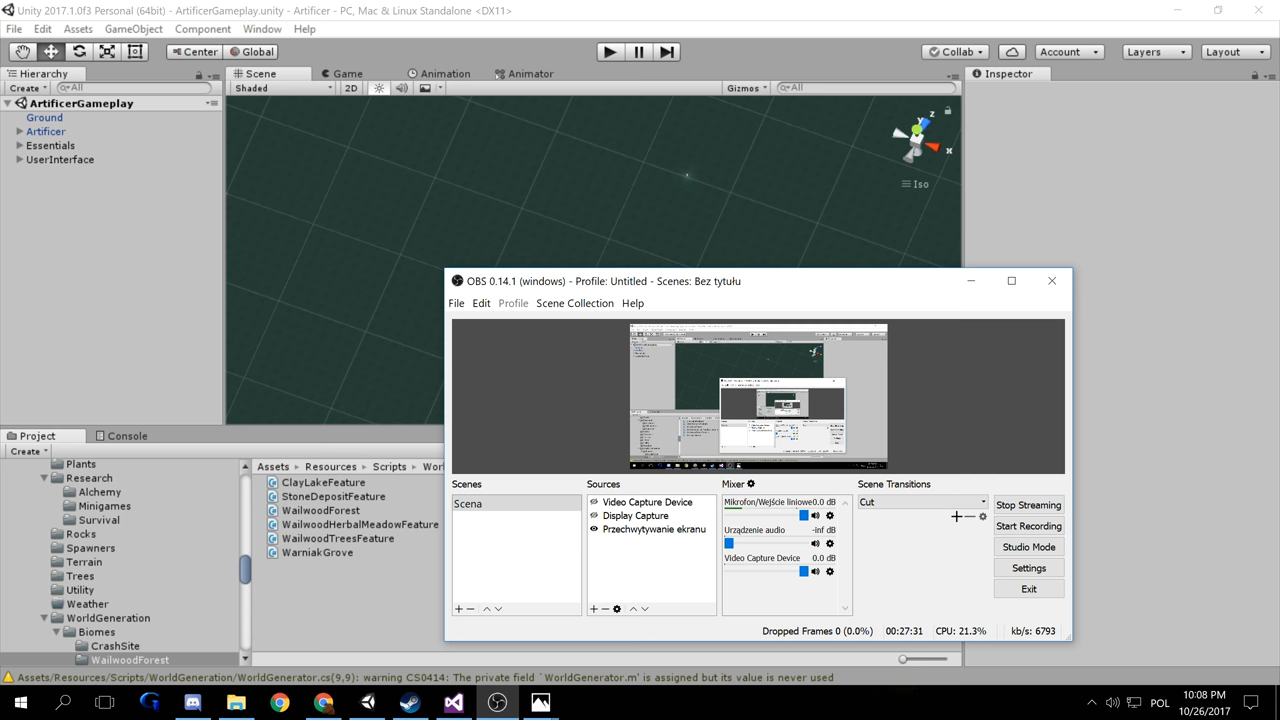 Unity 2017.1.0f3 Personal (64bit) - ArtificerGameplay.unity - Artificer - PC, Mac & Linux Standalone <DX11>
File Edit Assets GameObject Component Window Help
Center Global Collab Account Layers Layout
Hierarchy
Create All
ArtificerGameplay
Ground
Artificer
Essentials
UserInterface
Scene Game Animation Animator
Shaded 2D Gizmos All
y z x
Iso
Inspector
OBS 0.14.1 (windows) - Profile: Untitled - Scenes: Bez tytułu
File Edit Profile Scene Collection Help
Scenes
Scena
Sources
Video Capture Device
Display Capture
Przechwytywanie ekranu
Mixer
Mikrofon/Wejście liniowe 0.0 dB
Urządzenie audio -inf dB
Video Capture Device 0.0 dB
Scene Transitions
Cut
Stop Streaming
Start Recording
Studio Mode
Settings
Exit
Dropped Frames 0 (0.0%) 00:27:31 CPU: 21.3% kb/s: 6793
Project Console
Create
Plants
Research
Alchemy
Minigames
Survival
Rocks
Spawners
Terrain
Trees
Utility
Weather
WorldGeneration
Biomes
CrashSite
WailwoodForest
Assets Resources Scripts Wor
ClayLakeFeature
StoneDepositFeature
WailwoodForest
WailwoodHerbalMeadowFeature
WailwoodTreesFeature
WarniakGrove
Assets/Resources/Scripts/WorldGeneration/WorldGenerator.cs(9,9): warning CS0414: The private field `WorldGenerator.m' is assigned but its value is never used
POL
10:08 PM
10/26/2017